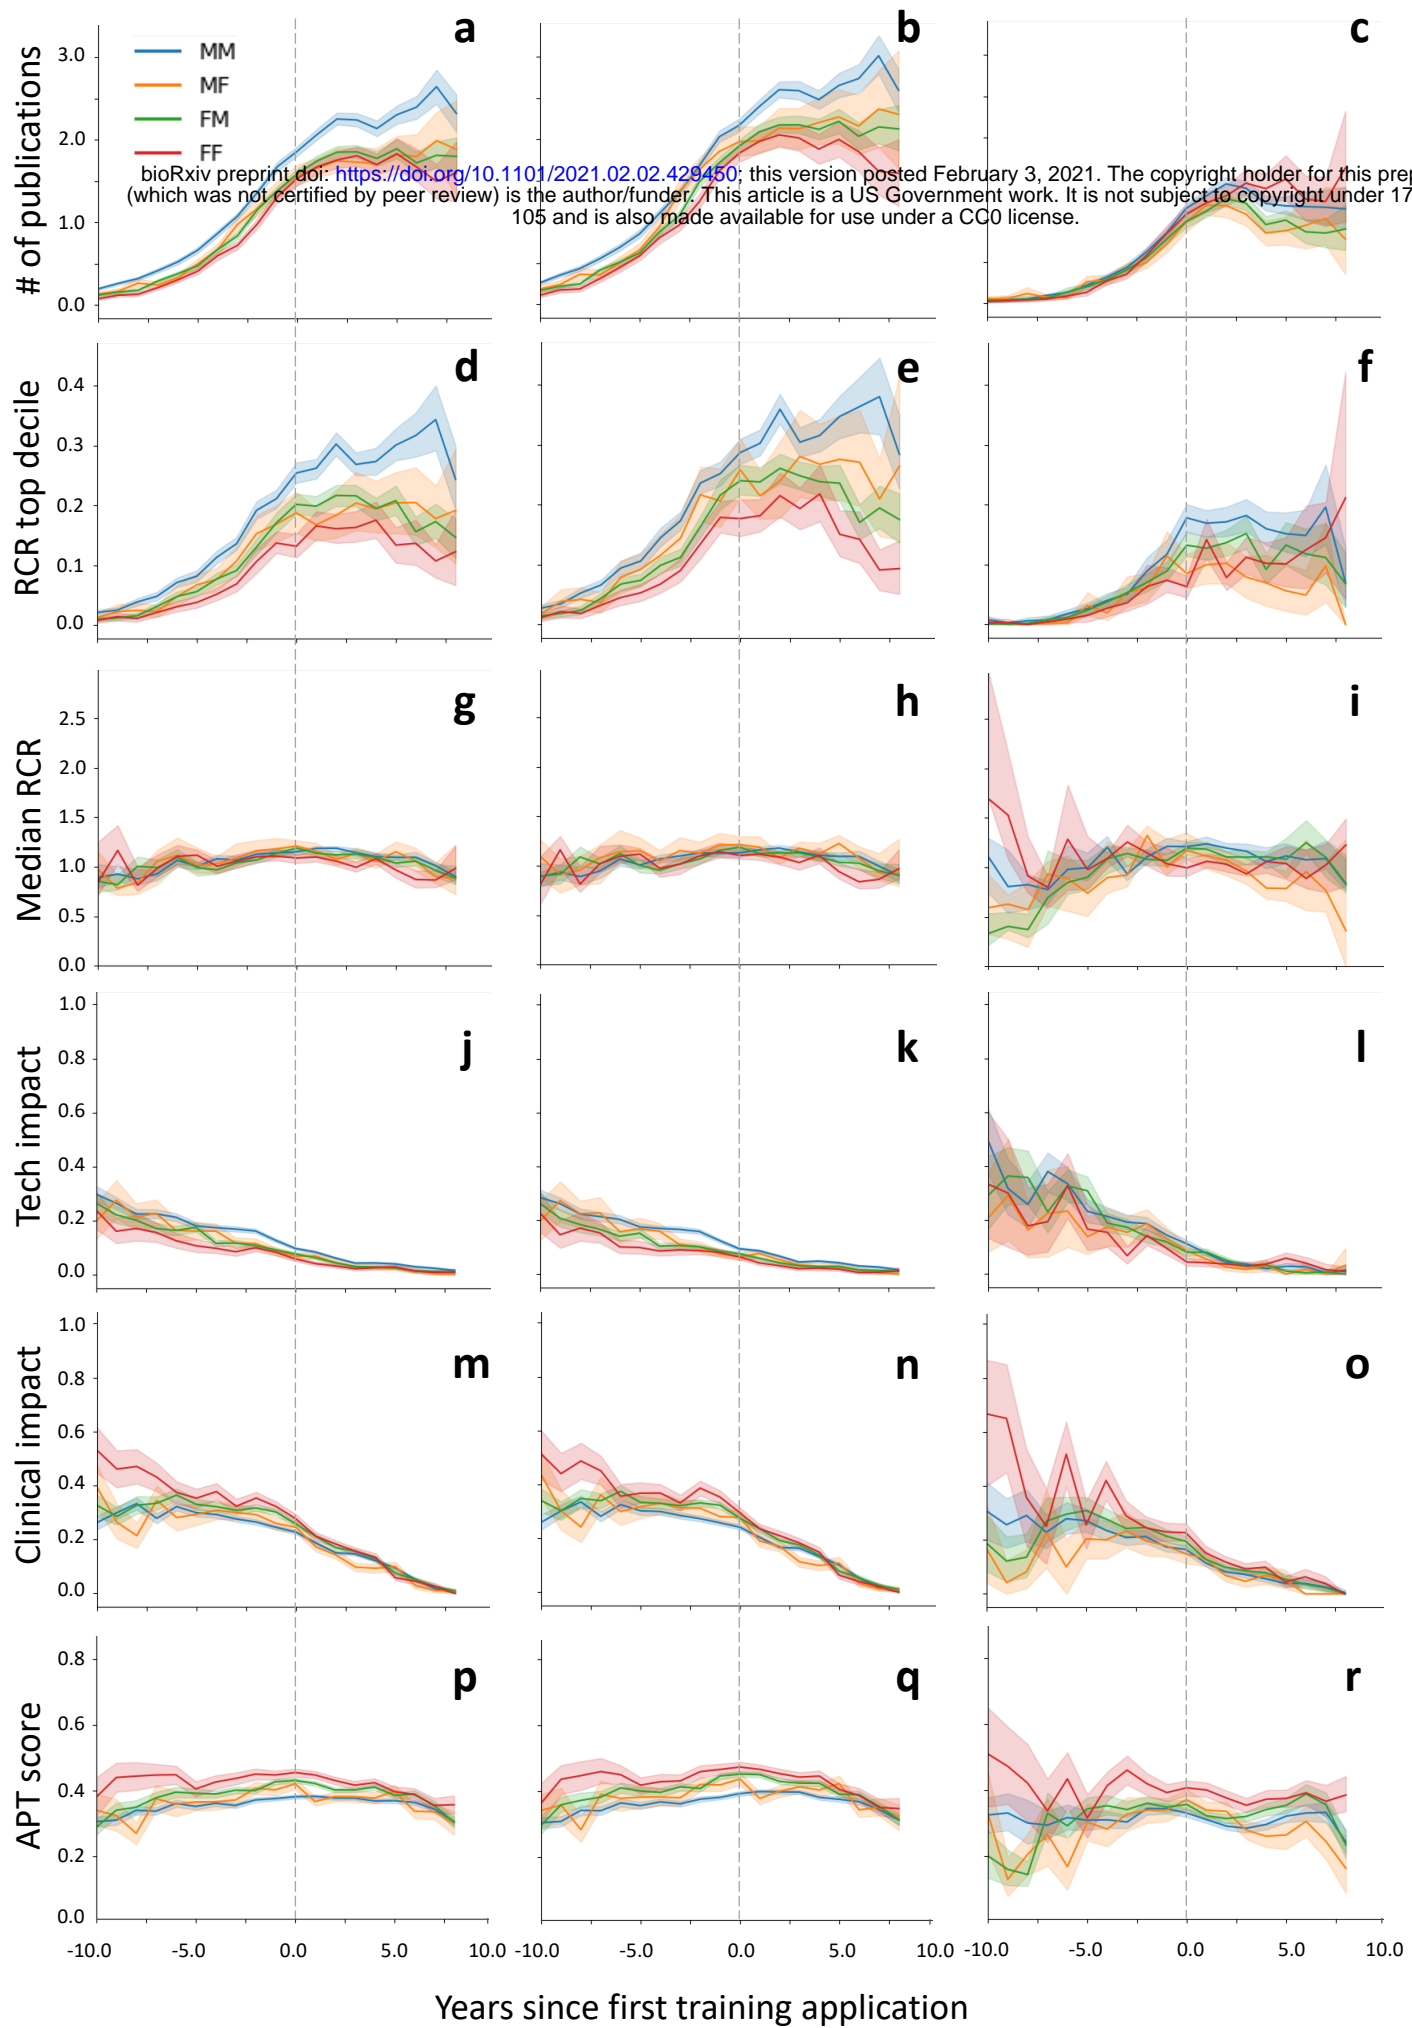 a
b
c
MM
MF
FM
FF
# of publications
3.0
2.0
1.0
0.0
bioRxiv preprint doi: https://doi.org/10.1101/2021.02.02.429450; this version posted February 3, 2021. The copyright holder for this prep
(which was not certified by peer review) is the author/funder. This article is a US Government work. It is not subject to copyright under 17
105 and is also made available for use under a CC0 license.
d
e
f
RCR top decile
0.4
0.3
0.2
0.1
0.0
g
h
i
Median RCR
2.5
2.0
1.5
1.0
0.5
0.0
j
k
l
Tech impact
1.0
0.8
0.6
0.4
0.2
0.0
m
n
o
Clinical impact
1.0
0.8
0.6
0.4
0.2
0.0
p
q
r
APT score
0.8
0.6
0.4
0.2
0.0
-10.0 -5.0 0.0 5.0 10.0 -10.0 -5.0 0.0 5.0 10.0 -10.0 -5.0 0.0 5.0 10.0
Years since first training application